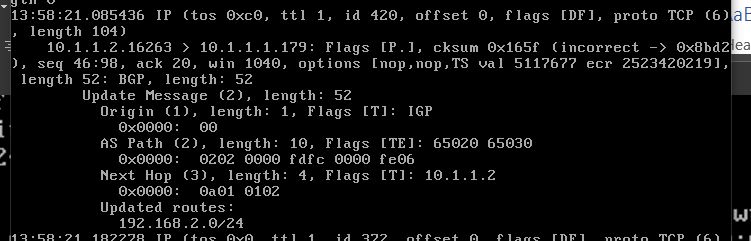 13:58:21.085436 IP (tos 0xc0, ttl 1, id 420, offset 0, flags [DF], proto TCP (6)
, length 104)
10.1.1.2.16263 > 10.1.1.1.179: Flags [P.], cksum 0x165f (incorrect -> 0x8bd2
), seq 46:98, ack 20, win 1040, options [nop,nop,TS val 5117677 ecr 2523420219],
length 52: BGP, length: 52
Update Message (2), length: 52
Origin (1), length: 1, Flags [T]: IGP
0x0000: 00
AS Path (2), length: 10, Flags [TE]: 65020 65030
0x0000: 0202 0000 fdfc 0000 fe06
Next Hop (3), length: 4, Flags [T]: 10.1.1.2
0x0000: 0a01 0102
Updated routes:
192.168.2.0/24
13:58:21.182278 IP (tos 0x0, ttl 1, id 372, offset 0, flags [DF], proto TCP (6)